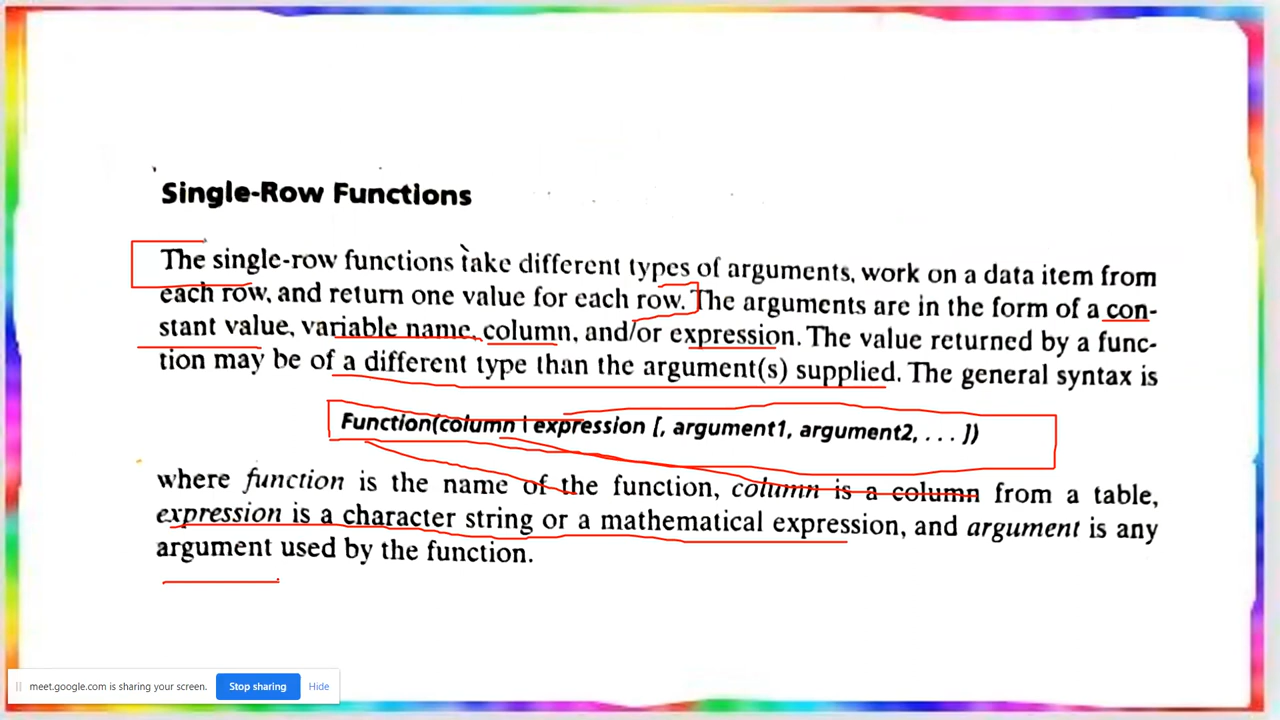 Single-Row Functions
The single-row functions take different types of arguments, work on a data item from
each row, and return one value for each row. The arguments are in the form of a con-
stant value, variable name, column, and/or expression. The value returned by a func-
tion may be of a different type than the argument(s) supplied. The general syntax is
Function(column | expression [, argument1, argument2, . . . ])
where function is the name of the function, column is a column from a table,
expression is a character string or a mathematical expression, and argument is any
argument used by the function.
meet.google.com is sharing your screen. Stop sharing Hide